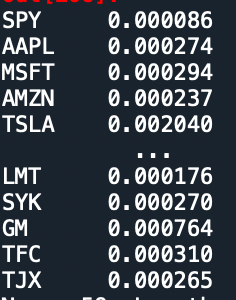 SPY 0.000086
AAPL 0.000274
MSFT 0.000294
AMZN 0.000237
TSLA 0.002040
...
LMT 0.000176
SYK 0.000270
GM 0.000764
TFC 0.000310
TJX 0.000265